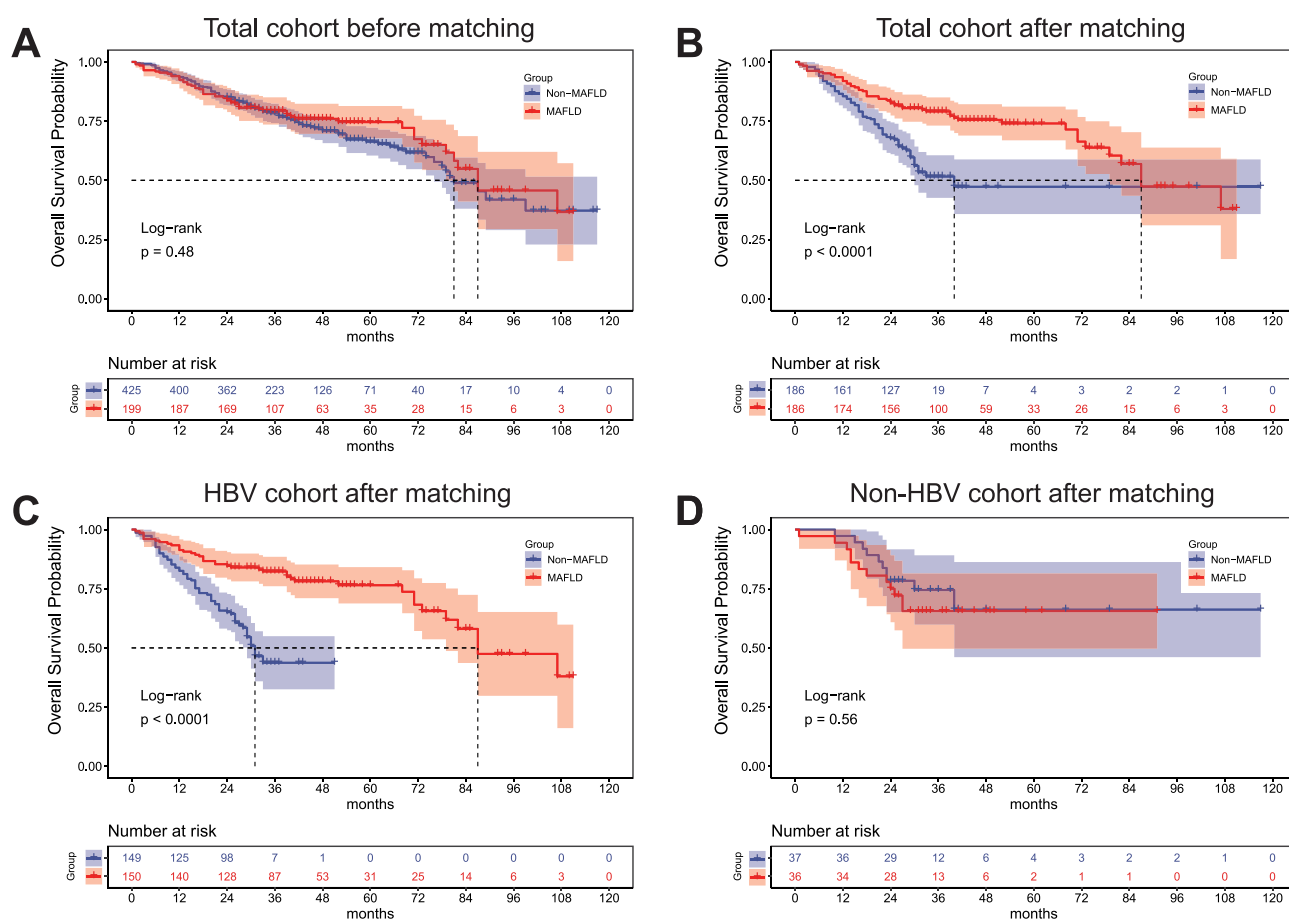 A
Total cohort before matching
Overall Survival Probability
1.00
0.75
0.50
0.25
0.00
Group
Non-MAFLD
MAFLD
Log-rank
p = 0.48
0 12 24 36 48 60 72 84 96 108 120
months
Number at risk
Group
425 400 362 223 126 71 40 17 10 4 0
199 187 169 107 63 35 28 15 6 3 0
0 12 24 36 48 60 72 84 96 108 120
months
B
Total cohort after matching
Overall Survival Probability
1.00
0.75
0.50
0.25
0.00
Group
Non-MAFLD
MAFLD
Log-rank
p < 0.0001
0 12 24 36 48 60 72 84 96 108 120
months
Number at risk
Group
186 161 127 19 7 4 3 2 2 1 0
186 174 156 100 59 33 26 15 6 3 0
0 12 24 36 48 60 72 84 96 108 120
months
C
HBV cohort after matching
Overall Survival Probability
1.00
0.75
0.50
0.25
0.00
Group
Non-MAFLD
MAFLD
Log-rank
p < 0.0001
0 12 24 36 48 60 72 84 96 108 120
months
Number at risk
Group
149 125 98 7 1 0 0 0 0 0 0
150 140 128 87 53 31 25 14 6 3 0
0 12 24 36 48 60 72 84 96 108 120
months
D
Non-HBV cohort after matching
Overall Survival Probability
1.00
0.75
0.50
0.25
0.00
Group
Non-MAFLD
MAFLD
Log-rank
p = 0.56
0 12 24 36 48 60 72 84 96 108 120
months
Number at risk
Group
37 36 29 12 6 4 3 2 2 1 0
36 34 28 13 6 2 1 1 0 0 0
0 12 24 36 48 60 72 84 96 108 120
months